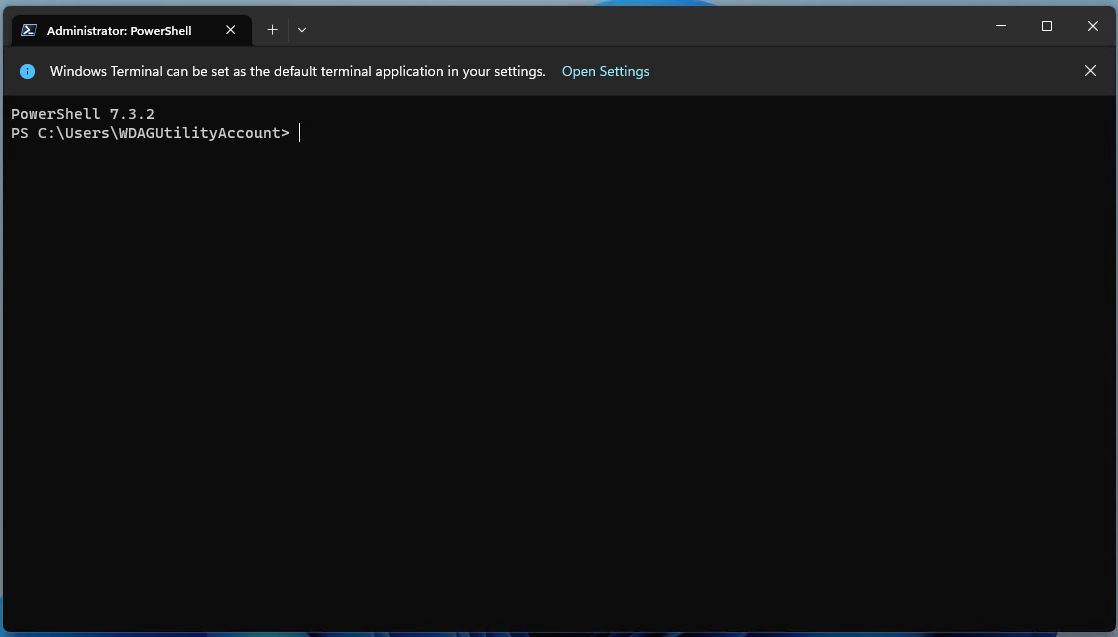 Administrator: PowerShell
Windows Terminal can be set as the default terminal application in your settings. Open Settings
PowerShell 7.3.2
PS C:\Users\WDAGUtilityAccount>